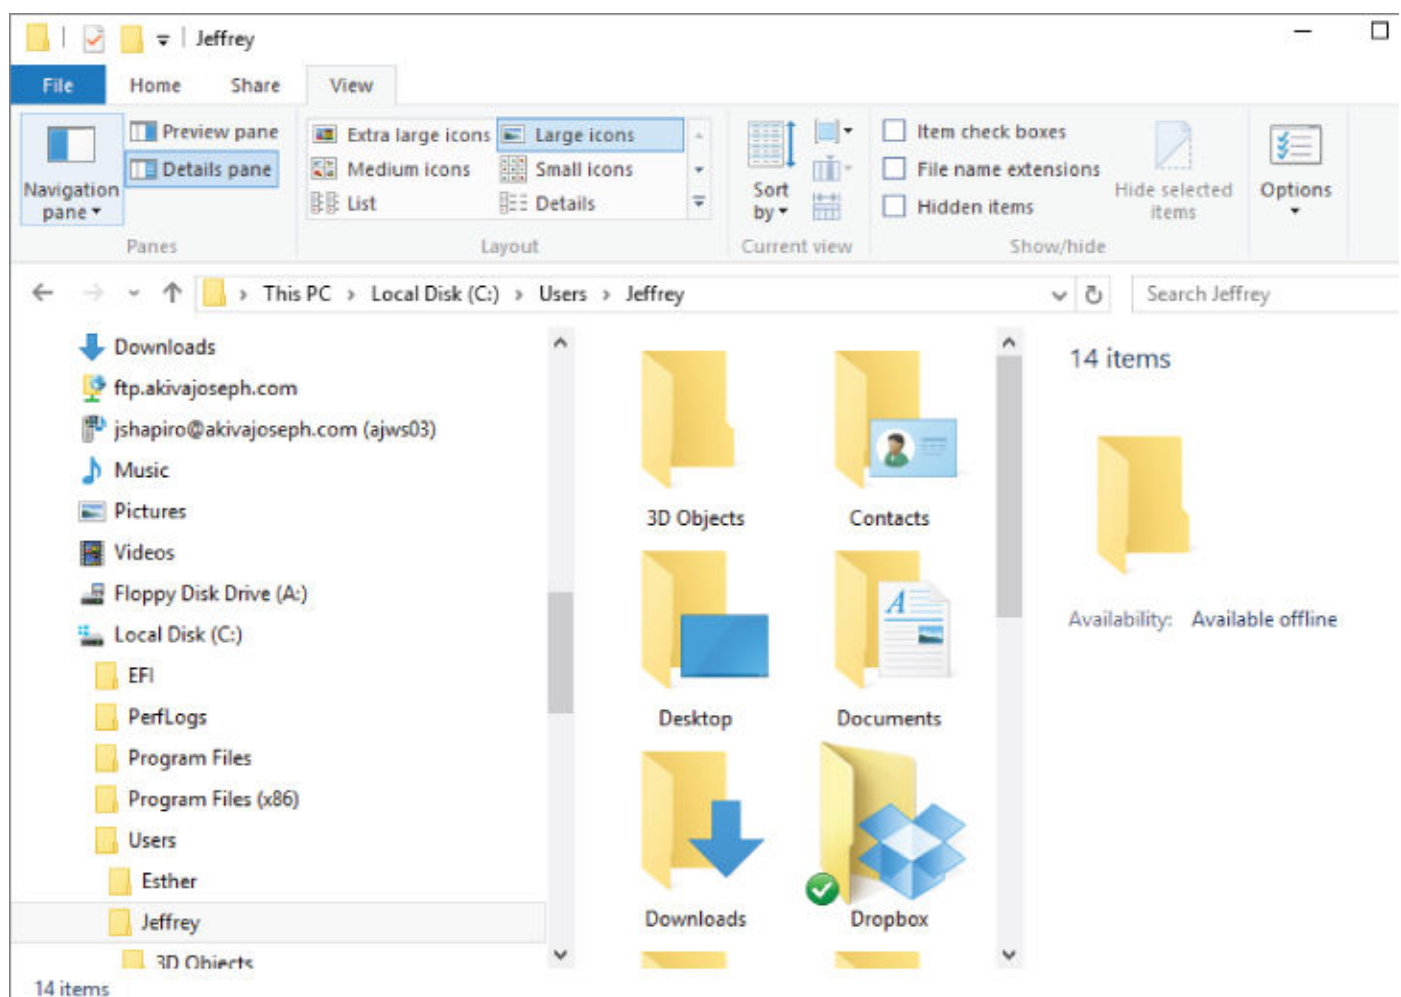 Jeffrey
File Home Share View
Navigation pane
Preview pane
Details pane
Panes
Extra large icons Large icons
Medium icons Small icons
List Details
Layout
Sort by
Current view
Item check boxes
File name extensions
Hidden items
Hide selected items
Show/hide
Options
This PC > Local Disk (C:) > Users > Jeffrey
Search Jeffrey
Downloads
ftp.akivajoseph.com
jshapiro@akivajoseph.com (ajws03)
Music
Pictures
Videos
Floppy Disk Drive (A:)
Local Disk (C:)
EFI
PerfLogs
Program Files
Program Files (x86)
Users
Esther
Jeffrey
3D Objects
3D Objects Contacts
Desktop Documents
A
Downloads Dropbox
14 items
Availability: Available offline
14 items